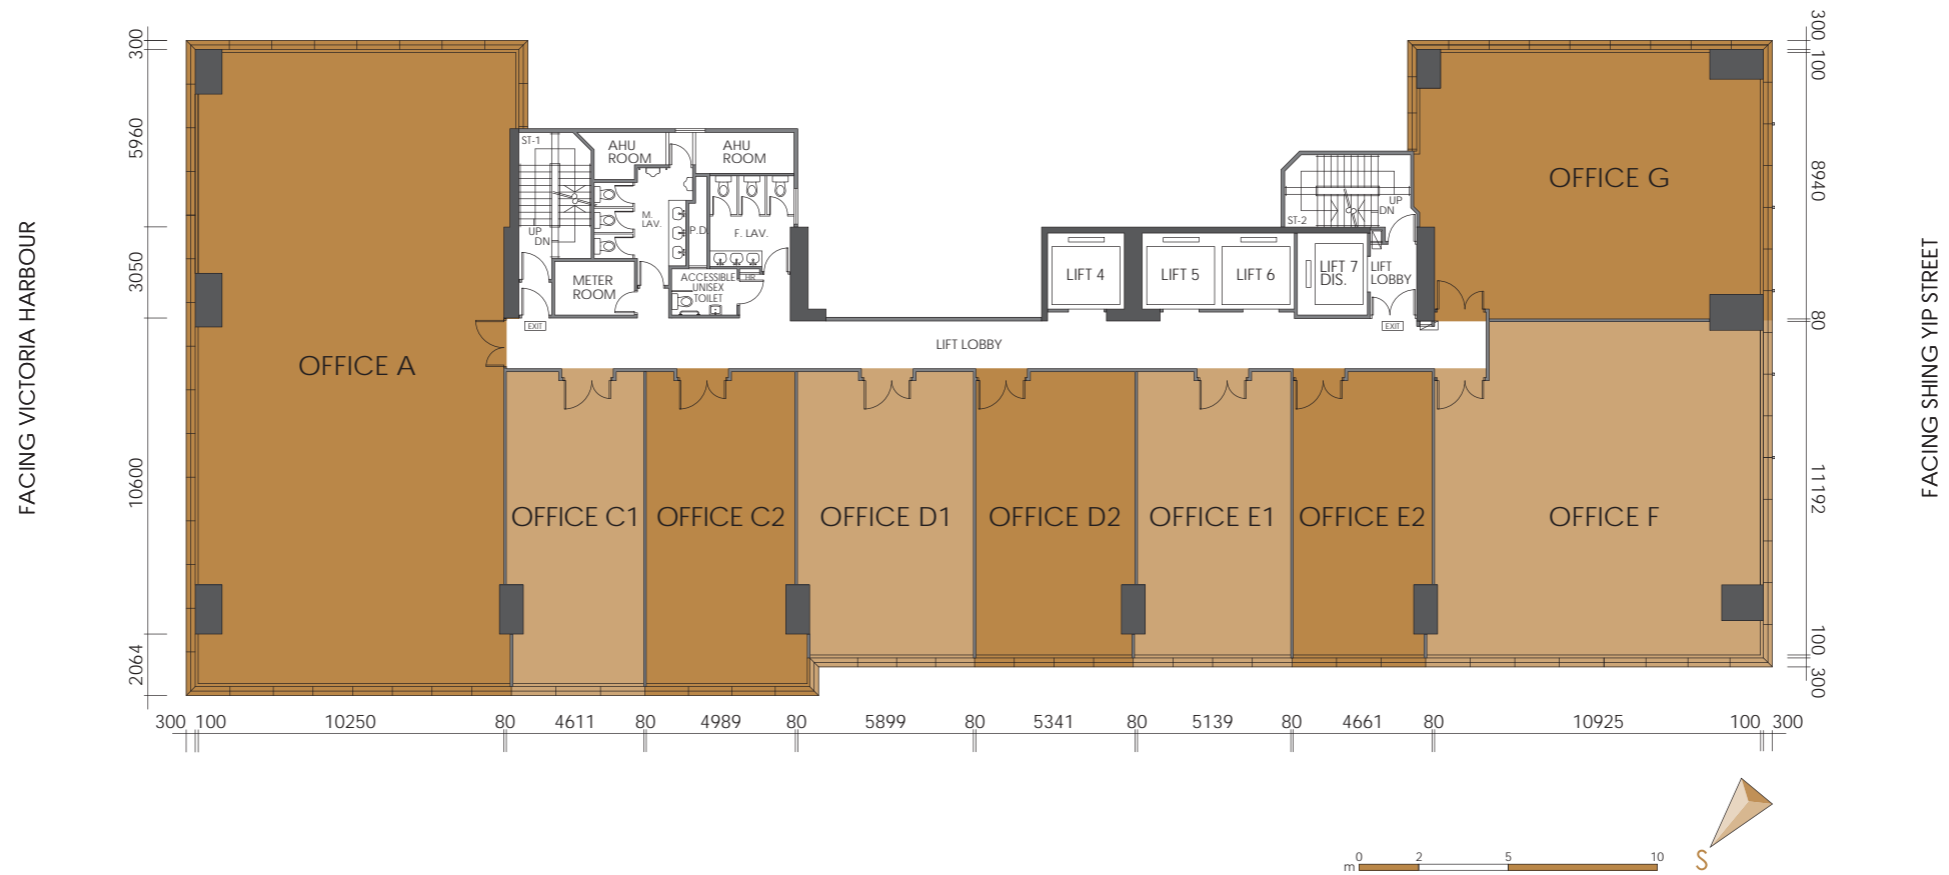 FACING VICTORIA HARBOUR
300
5960
3050
10600
2064
OFFICE A
ST-1
UP
DN
AHU
ROOM
AHU
ROOM
M.
LAV.
P.D.
F. LAV.
METER
ROOM
ACCESSIBLE
UNISEX
TOILET
HR
EXIT
LIFT LOBBY
LIFT 4
LIFT 5
LIFT 6
LIFT 7
DIS.
LIFT
LOBBY
ST-2
UP
DN
EXIT
OFFICE G
OFFICE C1
OFFICE C2
OFFICE D1
OFFICE D2
OFFICE E1
OFFICE E2
OFFICE F
300
100
8940
80
11192
100
300
FACING SHING YIP STREET
300 100 10250 80 4611 80 4989 80 5899 80 5341 80 5139 80 4661 80 10925 100 300
S
m 0 2 5 10